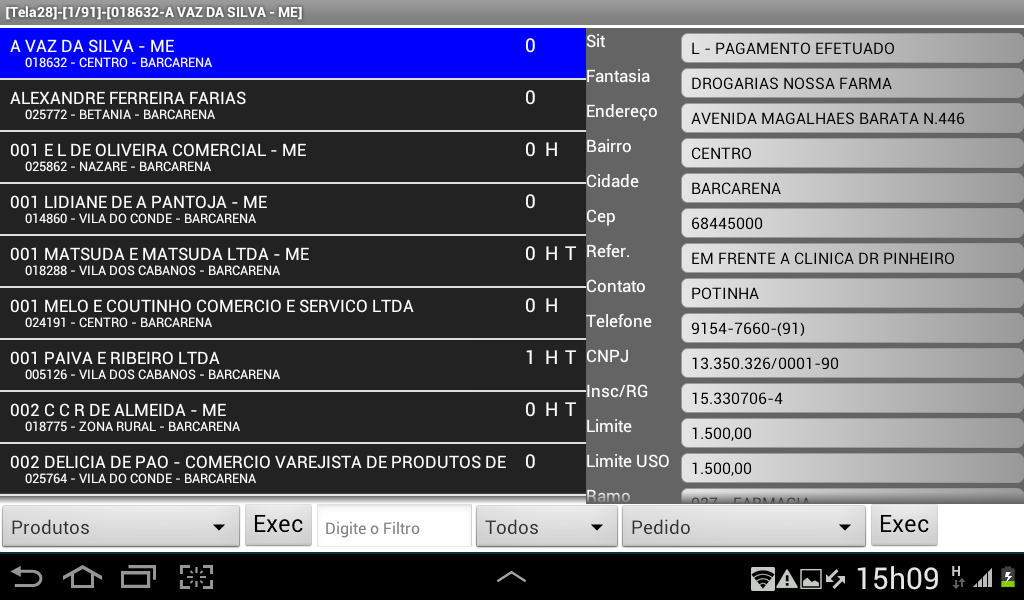 [Tela28]-[1/91]-[018632-A VAZ DA SILVA - ME]
A VAZ DA SILVA - ME 0
018632 - CENTRO - BARCARENA
ALEXANDRE FERREIRA FARIAS 0
025772 - BETANIA - BARCARENA
001 E L DE OLIVEIRA COMERCIAL - ME 0 H
025862 - NAZARE - BARCARENA
001 LIDIANE DE A PANTOJA - ME 0
014860 - VILA DO CONDE - BARCARENA
001 MATSUDA E MATSUDA LTDA - ME 0 H T
018288 - VILA DOS CABANOS - BARCARENA
001 MELO E COUTINHO COMERCIO E SERVICO LTDA 0 H
024191 - CENTRO - BARCARENA
001 PAIVA E RIBEIRO LTDA 1 H T
005126 - VILA DOS CABANOS - BARCARENA
002 C C R DE ALMEIDA - ME 0 H T
018775 - ZONA RURAL - BARCARENA
002 DELICIA DE PAO - COMERCIO VAREJISTA DE PRODUTOS DE 0
025764 - VILA DO CONDE - BARCARENA
Sit L - PAGAMENTO EFETUADO
Fantasia DROGARIAS NOSSA FARMA
Endereço AVENIDA MAGALHAES BARATA N.446
Bairro CENTRO
Cidade BARCARENA
Cep 68445000
Refer. EM FRENTE A CLINICA DR PINHEIRO
Contato POTINHA
Telefone 9154-7660-(91)
CNPJ 13.350.326/0001-90
Insc/RG 15.330706-4
Limite 1.500,00
Limite USO 1.500,00
Ramo 027 - FARMACIA
Produtos Exec Digite o Filtro Todos Pedido Exec
15h09 H